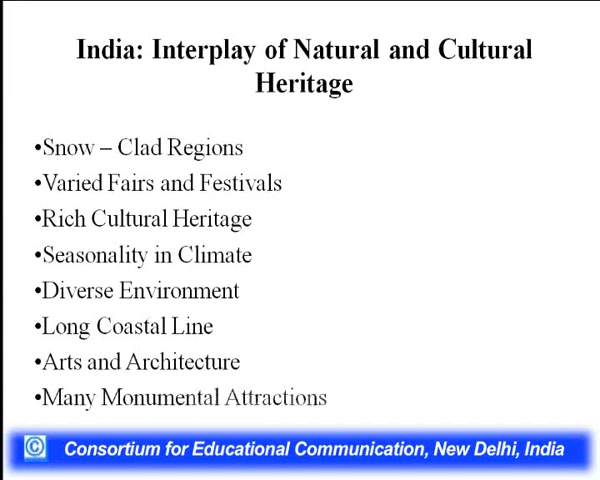 India: Interplay of Natural and Cultural
Heritage
•Snow – Clad Regions
•Varied Fairs and Festivals
•Rich Cultural Heritage
•Seasonality in Climate
•Diverse Environment
•Long Coastal Line
•Arts and Architecture
•Many Monumental Attractions
© Consortium for Educational Communication, New Delhi, India